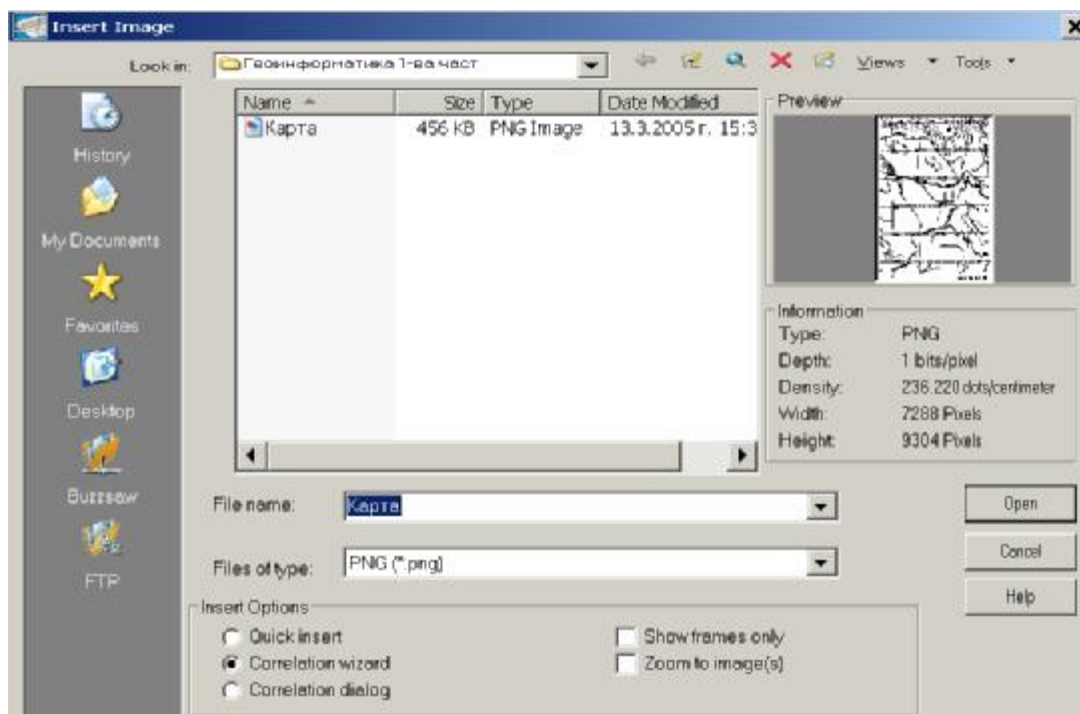 Insert Image
Look in: Геоинформатика 1-ва част Views Tools
History
My Documents
Favorites
Desktop
Buzzsaw
FTP
Name Size Type Date Modified
Карта 456 KB PNG Image 13.3.2005 г. 15:3
Preview
Information
Type: PNG
Depth: 1 bits/pixel
Density: 236.220 dots/centimeter
Width: 7288 Pixels
Height: 9304 Pixels
File name: Карта
Files of type: PNG (*.png)
Open
Cancel
Help
Insert Options
Quick insert
Correlation wizard
Correlation dialog
Show frames only
Zoom to image(s)